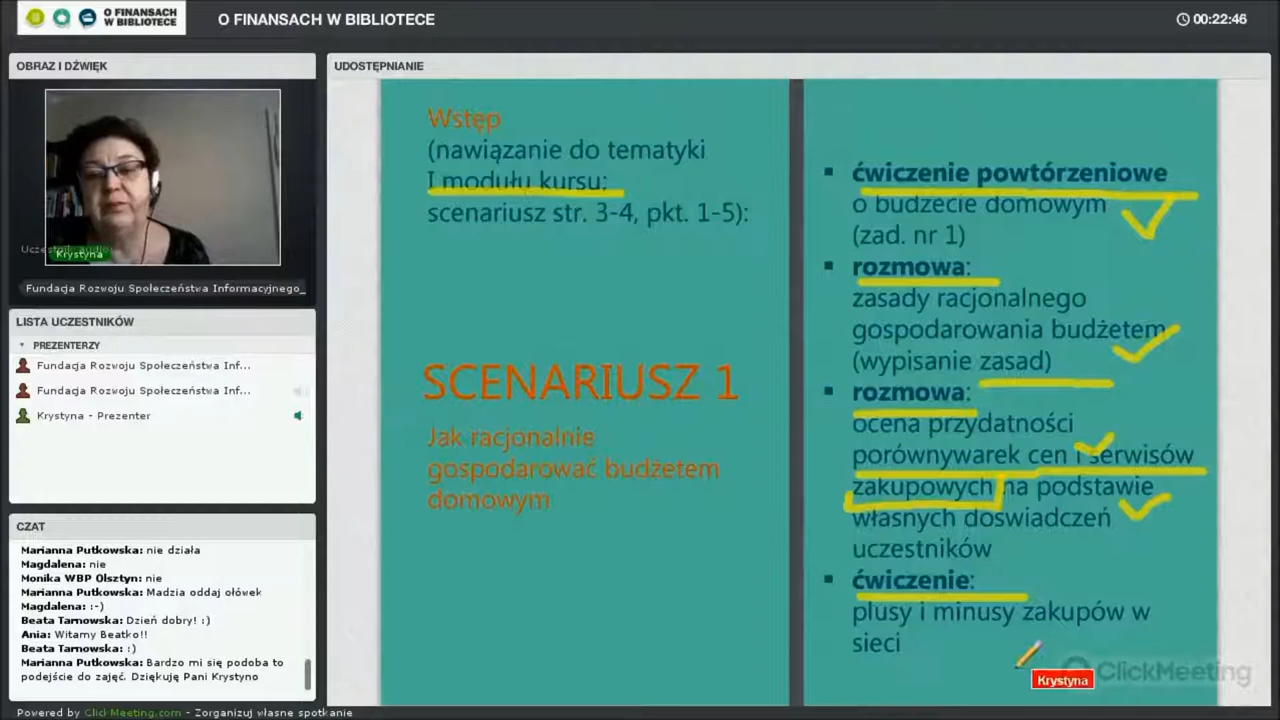 O FINANSACH
W BIBLIOTECE
O FINANSACH W BIBLIOTECE
00:22:46
OBRAZ I DŹWIĘK
Uczestnik audio
Krystyna
Fundacja Rozwoju Społeczeństwa Informacyjnego_
LISTA UCZESTNIKÓW
PREZENTERZY
Fundacja Rozwoju Społeczeństwa Inf...
Fundacja Rozwoju Społeczeństwa Inf...
Krystyna - Prezenter
CZAT
Marianna Putkowska: nie działa
Magdalena: nie
Monika WBP Olsztyn: nie
Marianna Putkowska: Madzia oddaj ołówek
Magdalena: :-)
Beata Tarnowska: Dzień dobry! :)
Ania: Witamy Beatko!!
Beata Tarnowska: :)
Marianna Putkowska: Bardzo mi się podoba to
podejście do zajęć. Dziękuję Pani Krystyno
Powered by ClickMeeting.com - Zorganizuj własne spotkanie
UDOSTĘPNIANIE
Wstęp
(nawiązanie do tematyki
I modułu kursu;
scenariusz str. 3-4, pkt. 1-5):
SCENARIUSZ 1
Jak racjonalnie
gospodarować budżetem
domowym
▪ ćwiczenie powtórzeniowe
o budżecie domowym
(zad. nr 1)
▪ rozmowa:
zasady racjonalnego
gospodarowania budżetem
(wypisanie zasad)
▪ rozmowa:
ocena przydatności
porównywarek cen i serwisów
zakupowych na podstawie
własnych doświadczeń
uczestników
▪ ćwiczenie:
plusy i minusy zakupów w
sieci
Krystyna
ClickMeeting